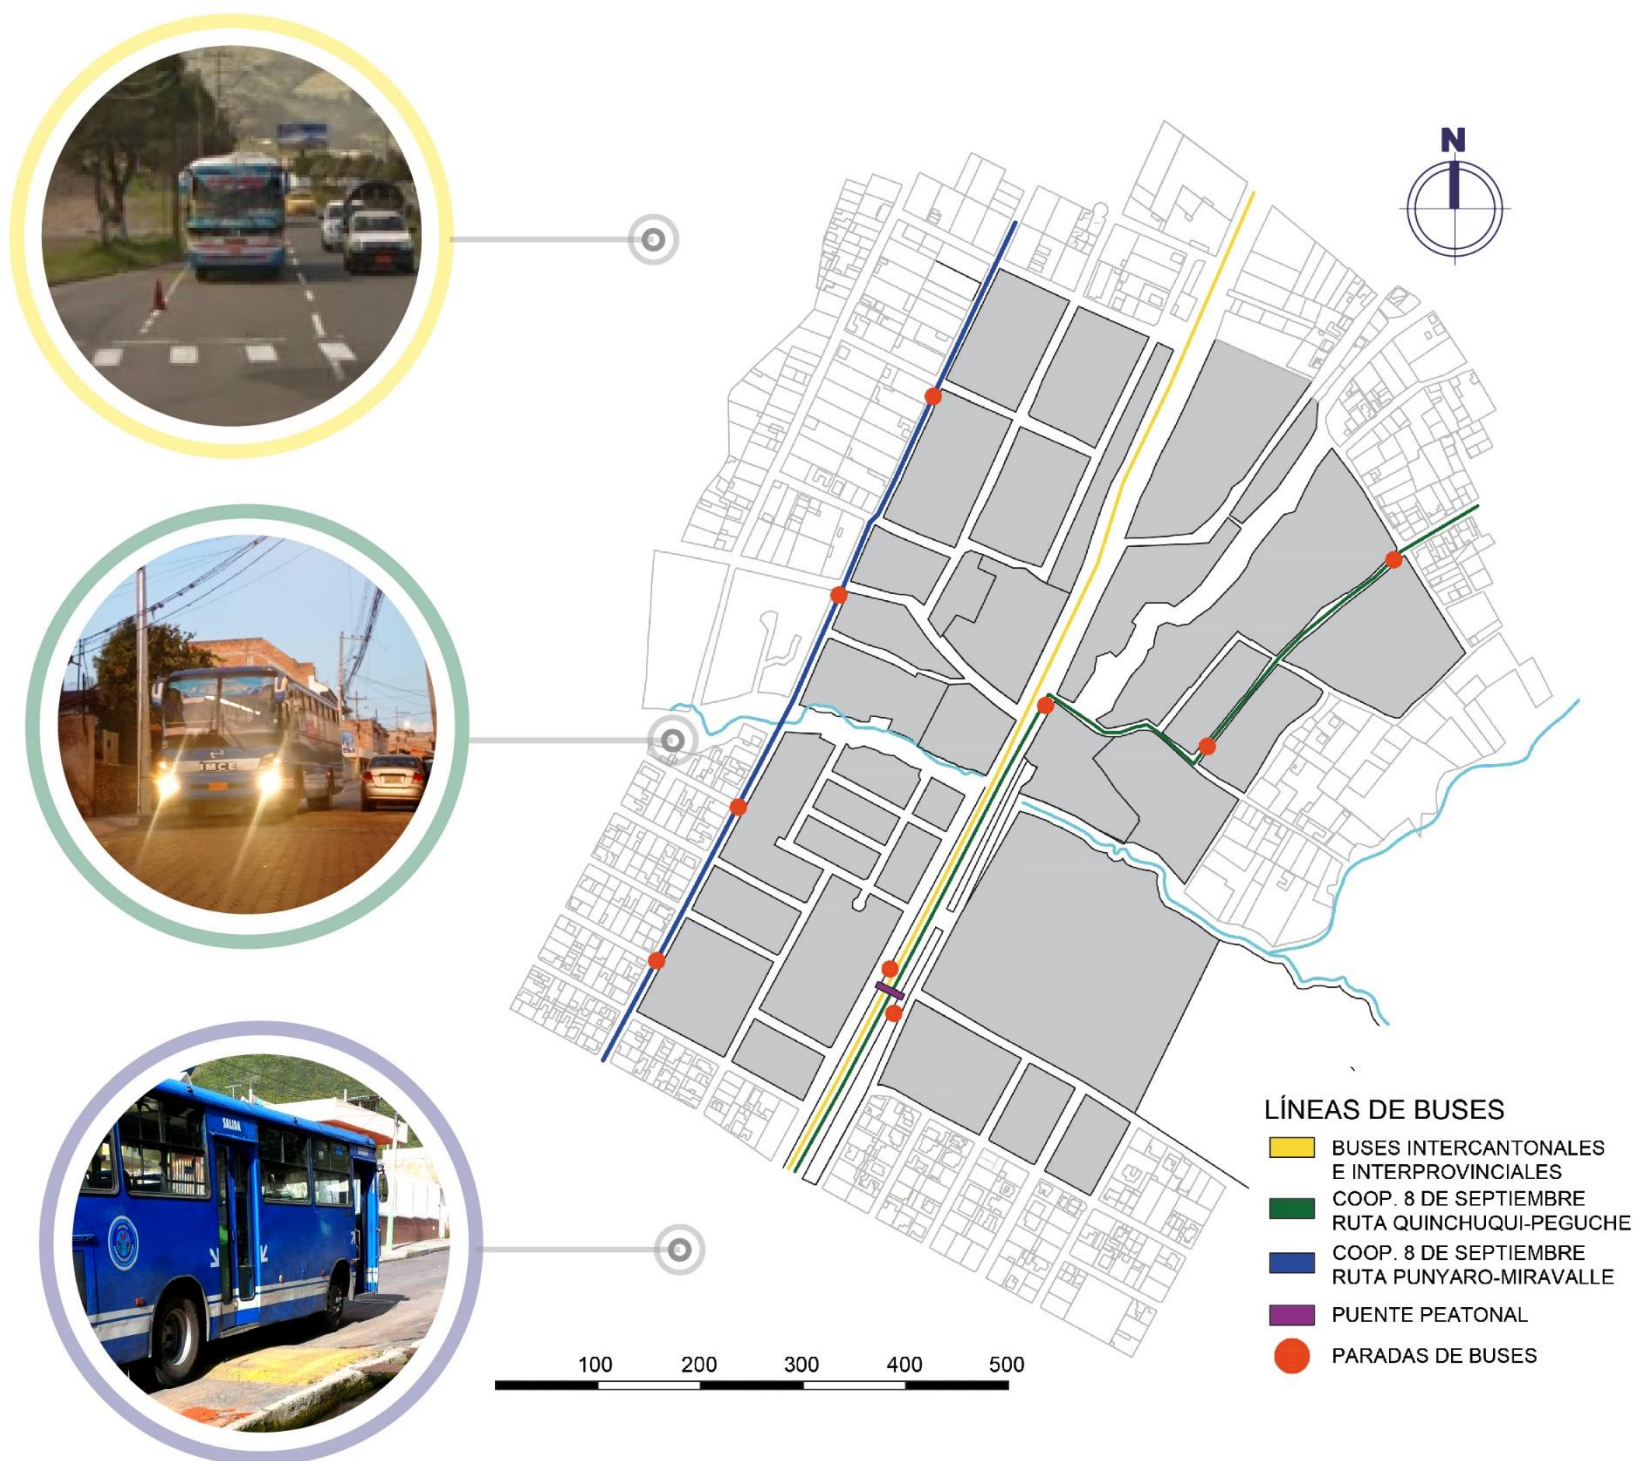 N
IMCE
SALIDA
100 200 300 400 500
LÍNEAS DE BUSES
BUSES INTERCANTONALES
E INTERPROVINCIALES
COOP. 8 DE SEPTIEMBRE
RUTA QUINCHUQUI-PEGUCHE
COOP. 8 DE SEPTIEMBRE
RUTA PUNYARO-MIRAVALLE
PUENTE PEATONAL
PARADAS DE BUSES